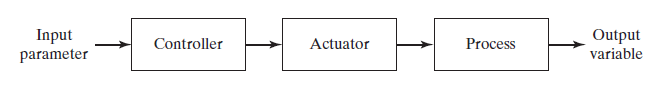 Input
parameter
Controller
Actuator
Process
Output
variable